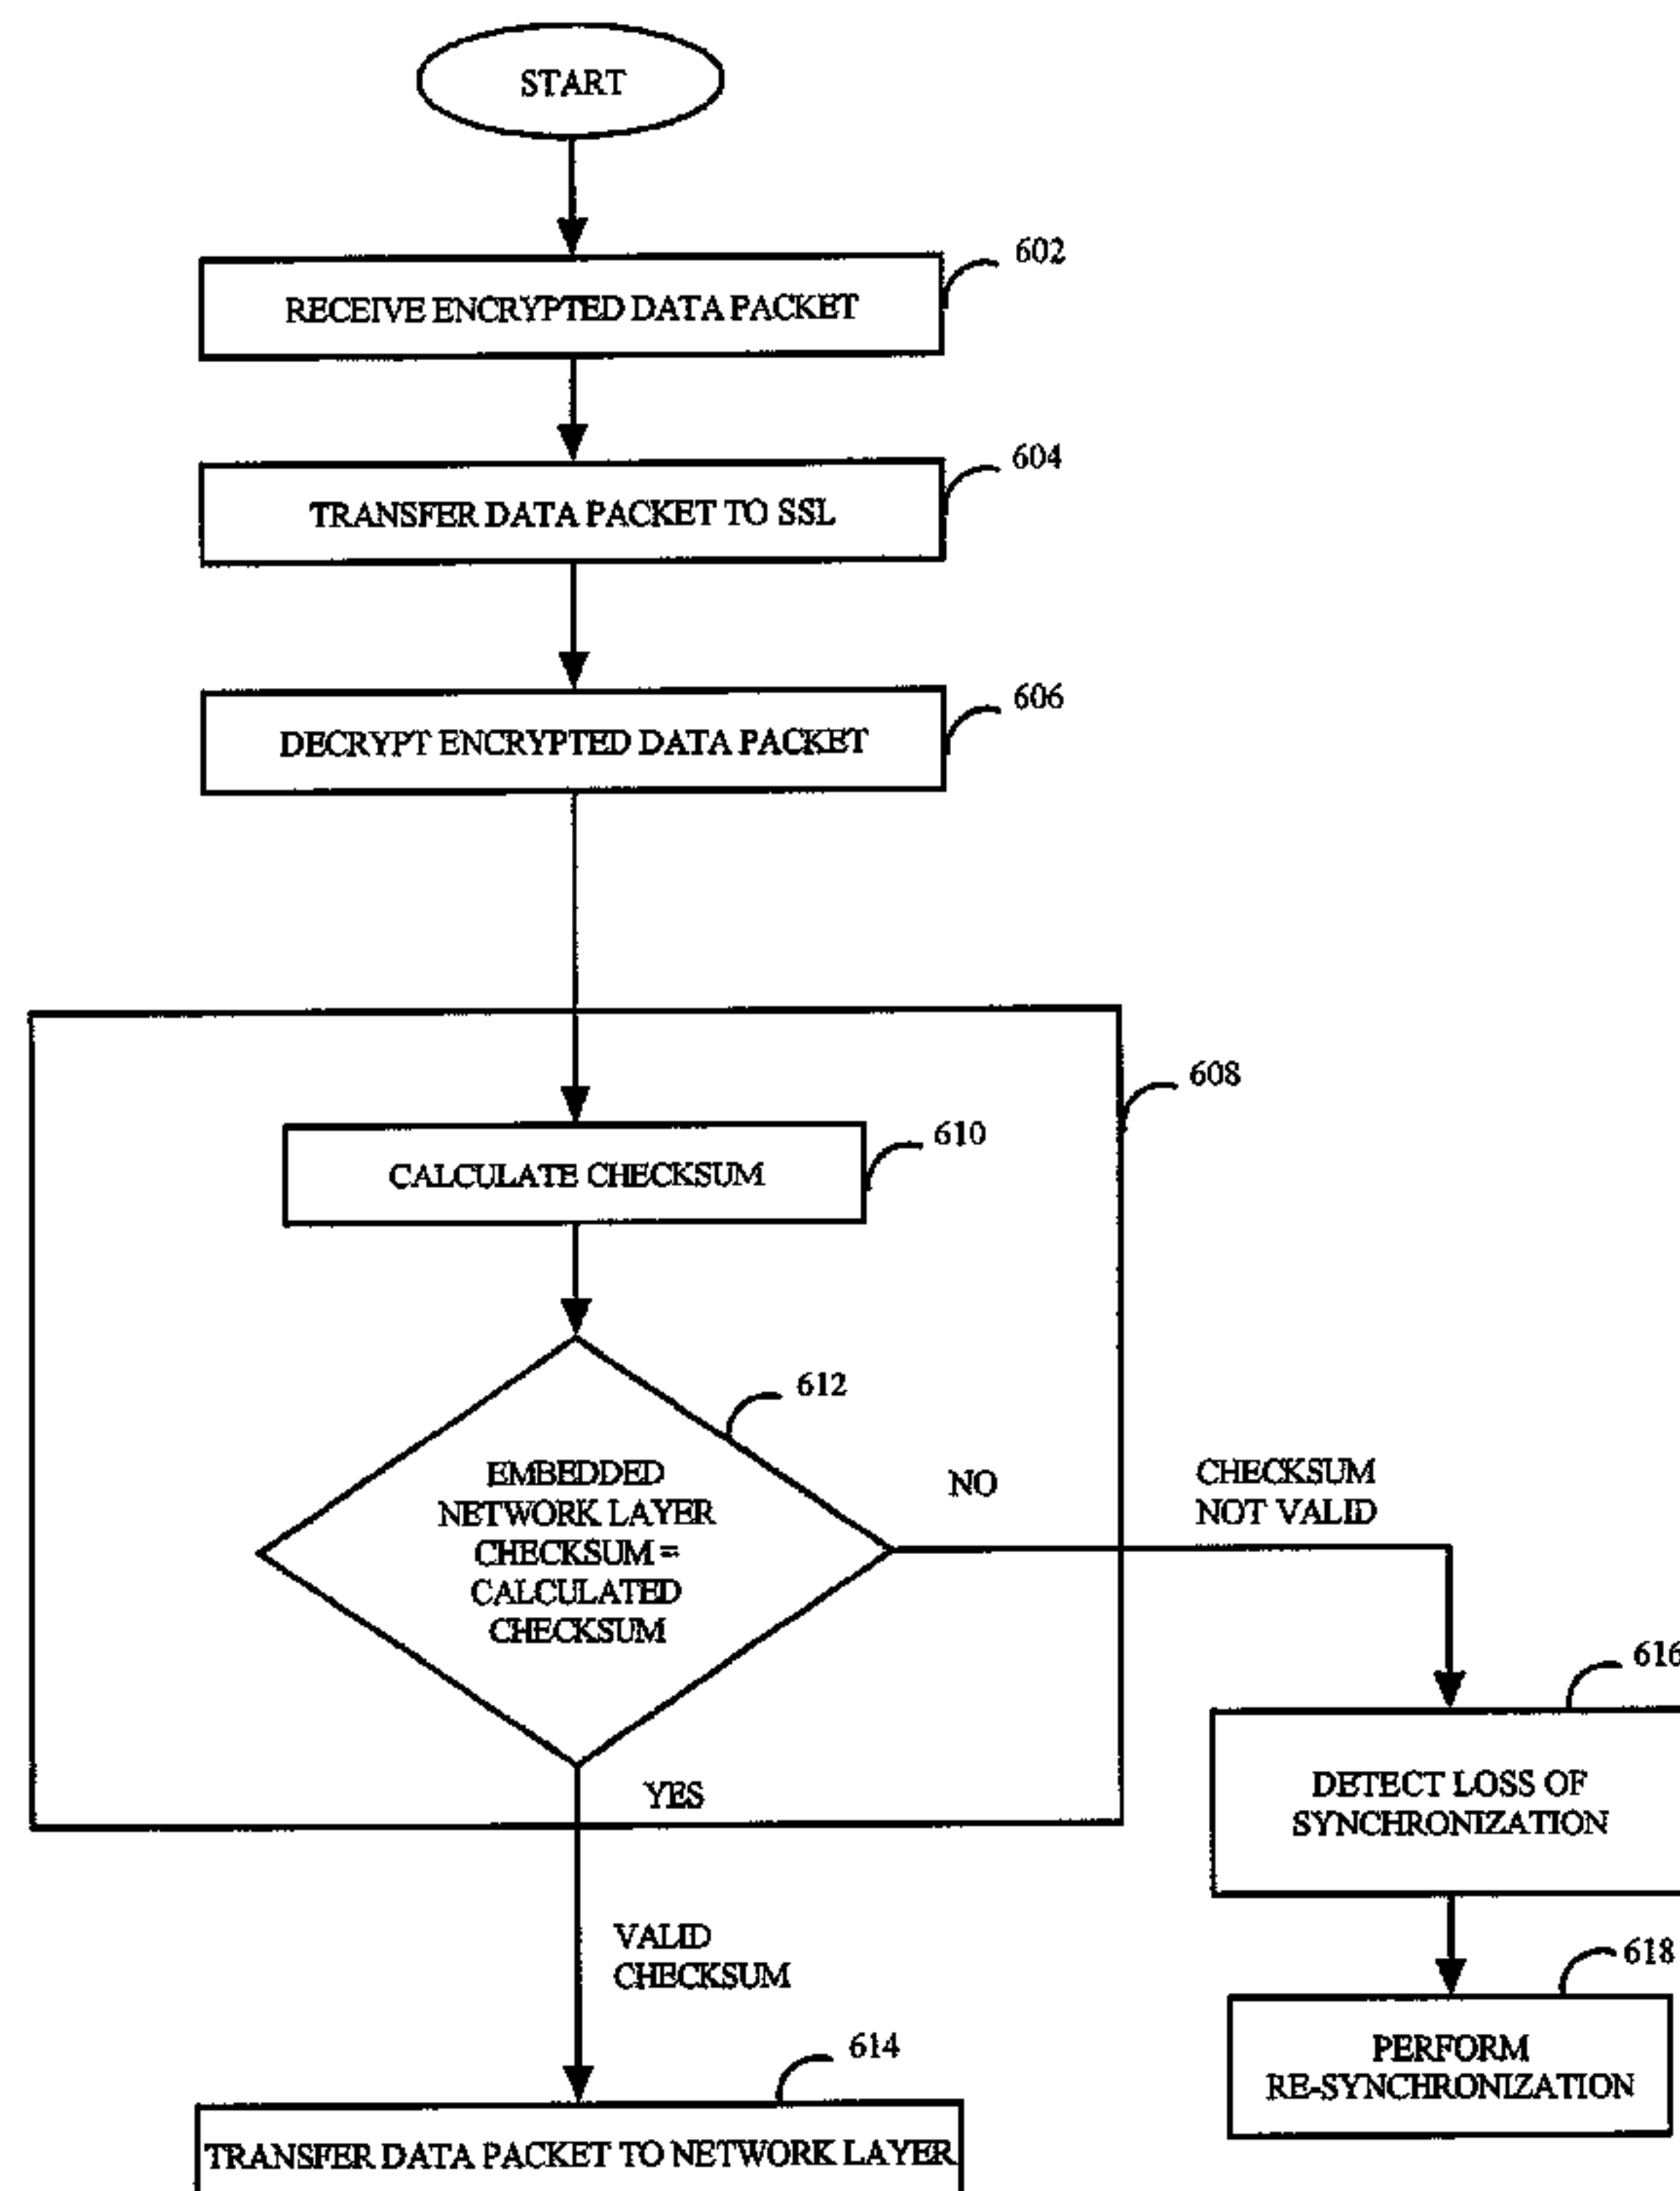 START
602
RECEIVE ENCRYPTED DATA PACKET
604
TRANSFER DATA PACKET TO SSL
606
DECRYPT ENCRYPTED DATA PACKET
608
610
CALCULATE CHECKSUM
612
EMBEDDED
NETWORK LAYER
CHECKSUM =
CALCULATED
CHECKSUM
NO
CHECKSUM
NOT VALID
616
DETECT LOSS OF
SYNCHRONIZATION
YES
VALID
CHECKSUM
618
PERFORM
RE-SYNCHRONIZATION
614
TRANSFER DATA PACKET TO NETWORK LAYER